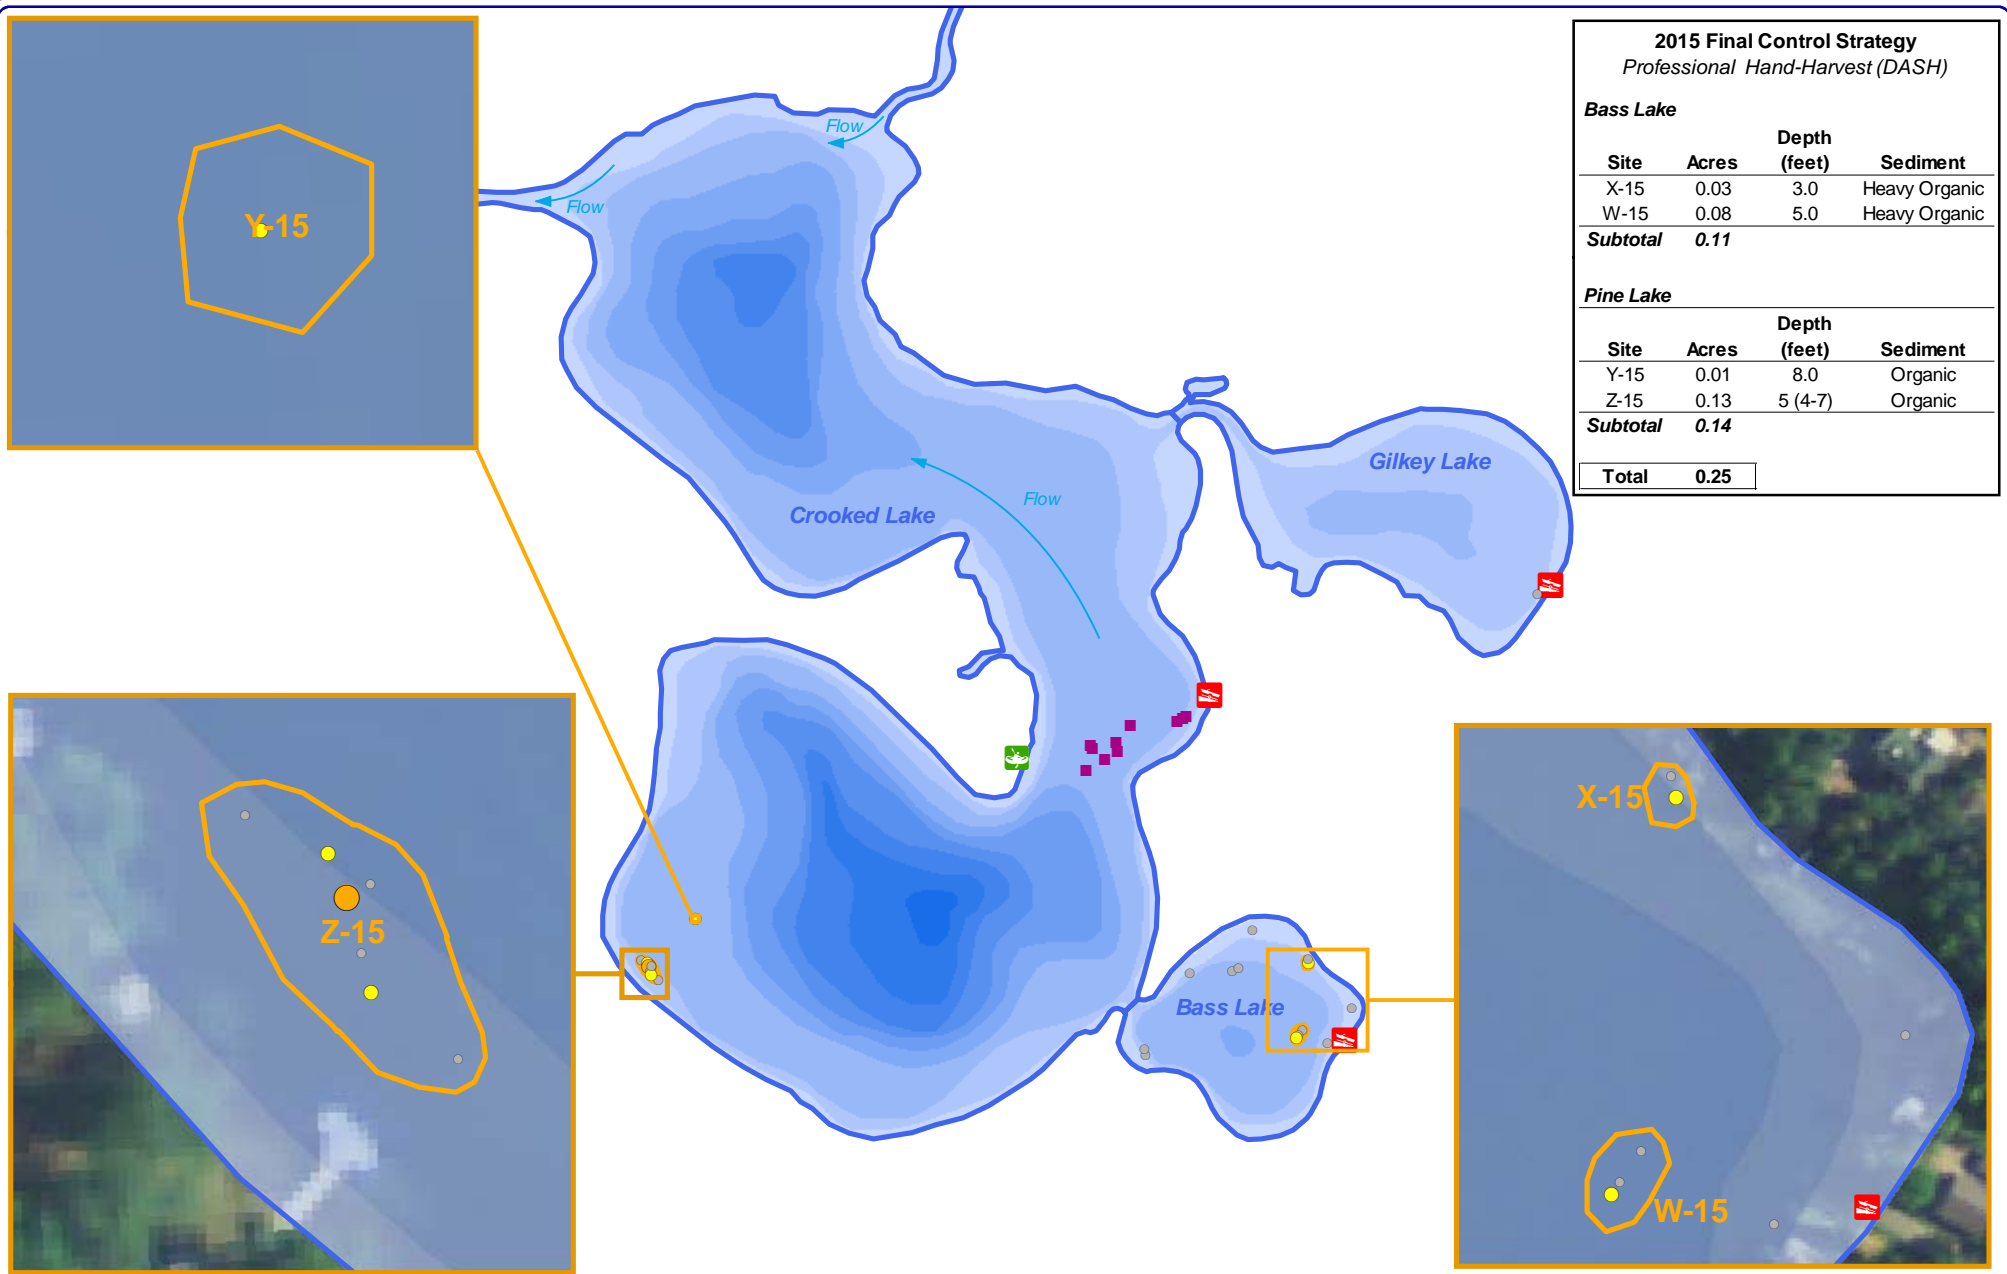 2015 Final Control Strategy
Professional Hand-Harvest (DASH)
Bass Lake
Depth
Site Acres (feet) Sediment
X-15 0.03 3.0 Heavy Organic
W-15 0.08 5.0 Heavy Organic
Subtotal 0.11
Pine Lake
Depth
Site Acres (feet) Sediment
Y-15 0.01 8.0 Organic
Z-15 0.13 5 (4-7) Organic
Subtotal 0.14
Total 0.25
Flow
Flow
Y-15
Gilkey Lake
Flow
Crooked Lake
X-15
Z-15
Bass Lake
W-15